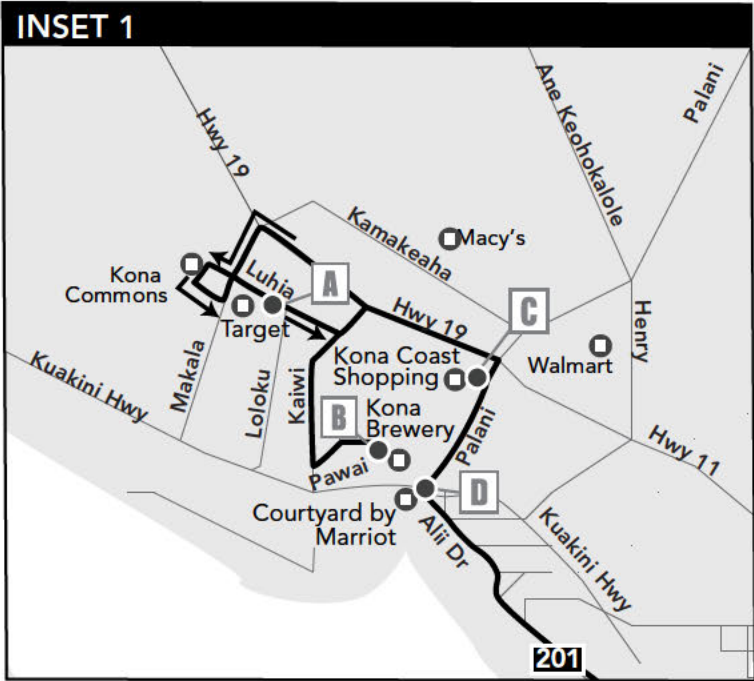 INSET 1
Hwy 19
Ane Keohokalole
Palani
Kamakeaha
Macy's
Kona
Commons
Luhia
A
Target
Hwy 19
C
Henry
Walmart
Kona Coast
Shopping
Kuakini Hwy
Makala
Loloku
Kaiwi
B
Kona
Brewery
Palani
Hwy 11
Pawai
D
Courtyard by
Marriot
Alii Dr
Kuakini Hwy
201